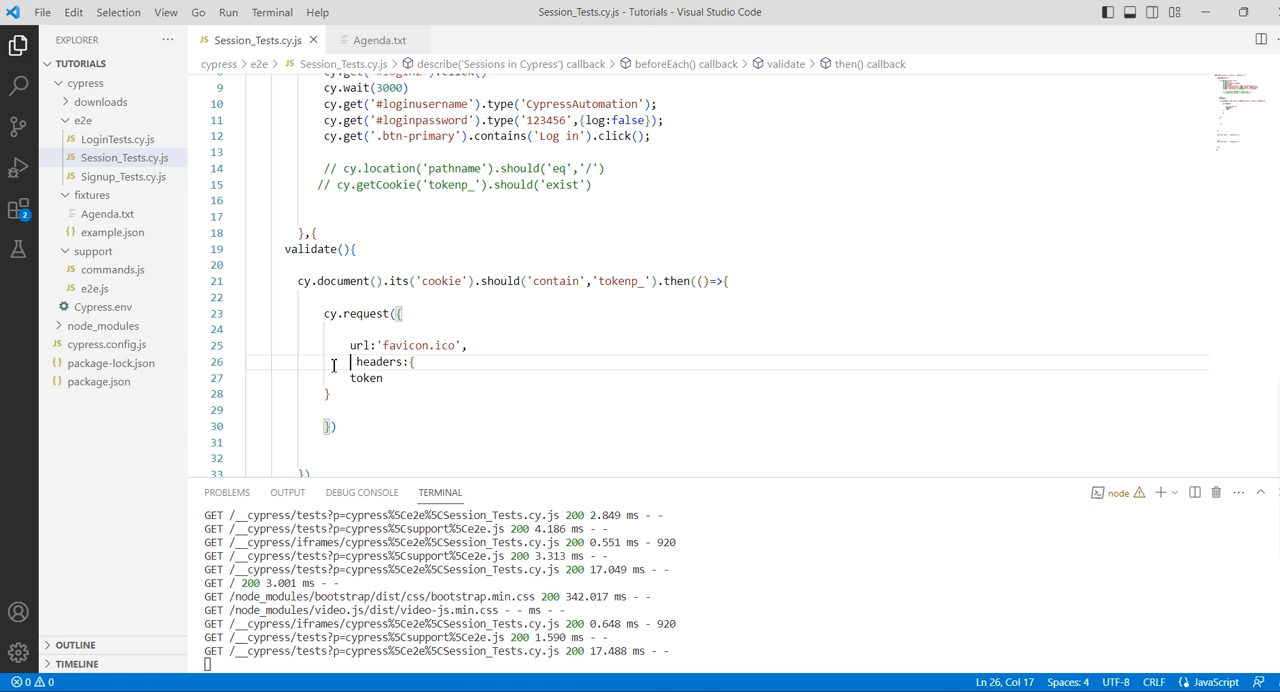 File Edit Selection View Go Run Terminal Help
Session_Tests.cy.js - Tutorials - Visual Studio Code
EXPLORER
TUTORIALS
cypress
downloads
e2e
LoginTests.cy.js
Session_Tests.cy.js
Signup_Tests.cy.js
fixtures
Agenda.txt
example.json
support
commands.js
e2e.js
Cypress.env
node_modules
cypress.config.js
package-lock.json
package.json
OUTLINE
TIMELINE
2
JS Session_Tests.cy.js Agenda.txt
cypress > e2e > JS Session_Tests.cy.js > describe('Sessions in Cypress') callback > beforeEach() callback > validate > then() callback
9 cy.wait(3000)
10 cy.get('#loginusername').type('CypressAutomation');
11 cy.get('#loginpassword').type('123456',{log:false});
12 cy.get('.btn-primary').contains('Log in').click();
13
14 // cy.location('pathname').should('eq','/')
15 // cy.getCookie('tokenp_').should('exist')
16
17
18 },{
19 validate(){
20
21 cy.document().its('cookie').should('contain','tokenp_').then(()=>{
22
23 cy.request({
24
25 url:'favicon.ico',
26 headers:{
27 token
28 }
29
30 })
31
32
33 })
PROBLEMS OUTPUT DEBUG CONSOLE TERMINAL
node
GET /__cypress/tests?p=cypress%5Ce2e%5CSession_Tests.cy.js 200 2.849 ms - -
GET /__cypress/tests?p=cypress%5Csupport%5Ce2e.js 200 4.186 ms - -
GET /__cypress/iframes/cypress%5Ce2e%5CSession_Tests.cy.js 200 0.551 ms - 920
GET /__cypress/tests?p=cypress%5Csupport%5Ce2e.js 200 3.313 ms - -
GET /__cypress/tests?p=cypress%5Ce2e%5CSession_Tests.cy.js 200 17.049 ms - -
GET / 200 3.001 ms - -
GET /node_modules/bootstrap/dist/css/bootstrap.min.css 200 342.017 ms - -
GET /node_modules/video.js/dist/video-js.min.css - - ms - -
GET /__cypress/iframes/cypress%5Ce2e%5CSession_Tests.cy.js 200 0.648 ms - 920
GET /__cypress/tests?p=cypress%5Csupport%5Ce2e.js 200 1.590 ms - -
GET /__cypress/tests?p=cypress%5Ce2e%5CSession_Tests.cy.js 200 17.488 ms - -
0 0 Ln 26, Col 17 Spaces: 4 UTF-8 CRLF JavaScript